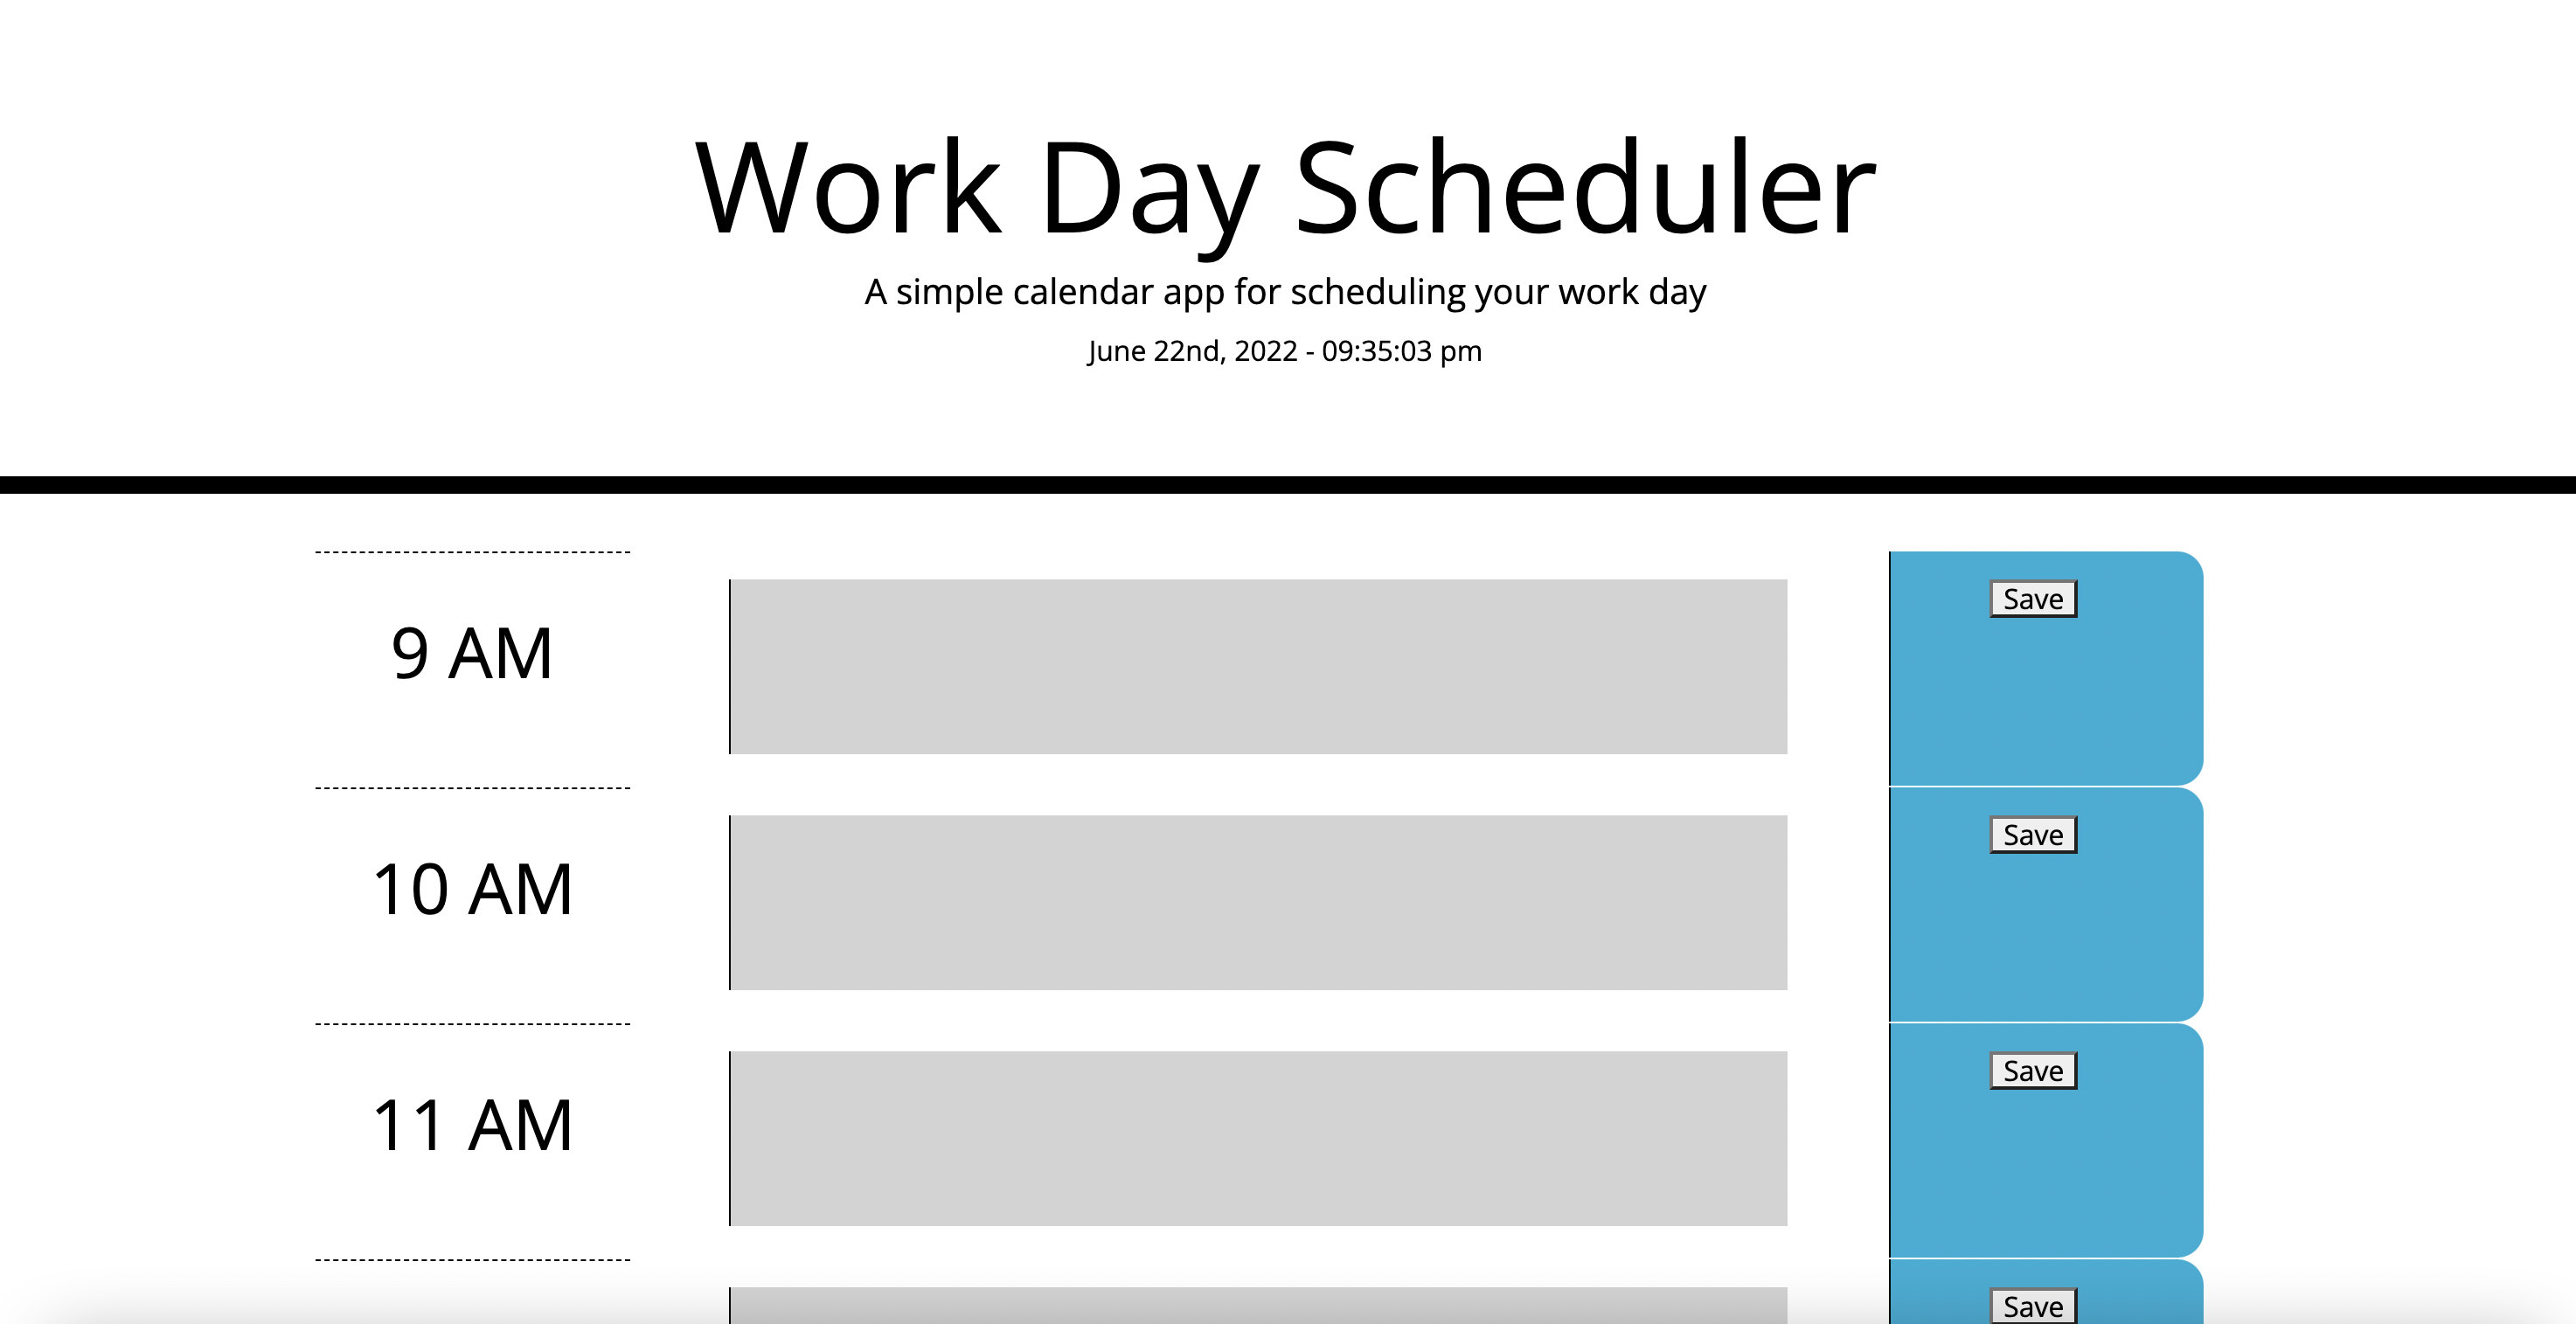 Work Day Scheduler
A simple calendar app for scheduling your work day
June 22nd, 2022 - 09:35:03 pm
9 AM
Save
10 AM
Save
11 AM
Save
Save